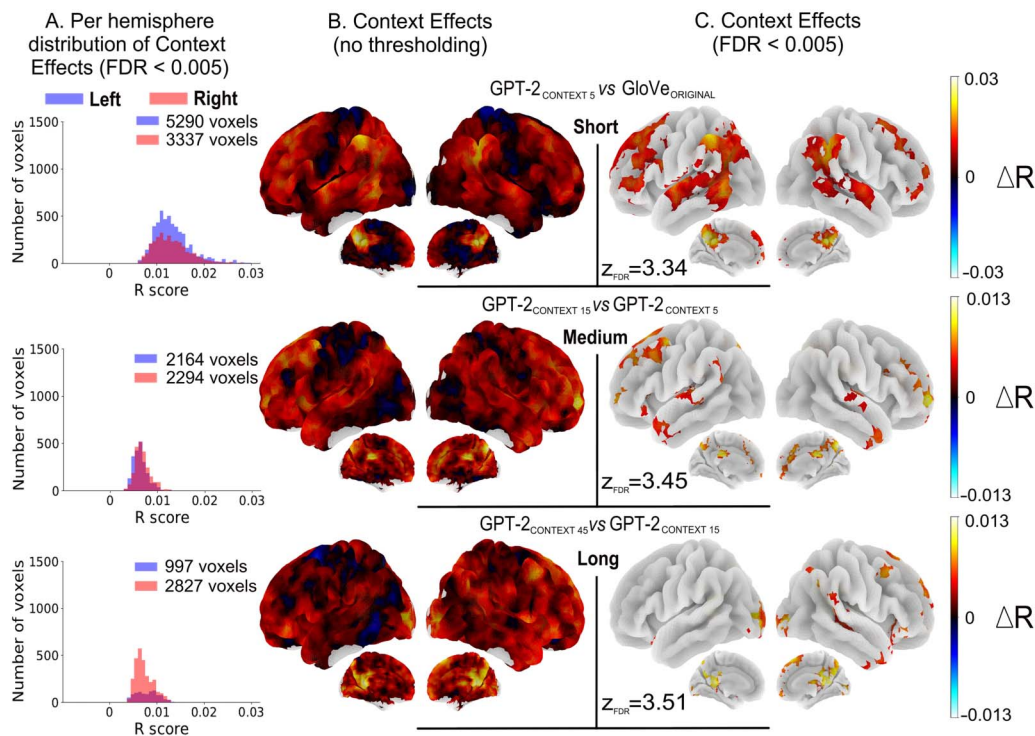 A. Per hemisphere
distribution of Context
Effects (FDR < 0.005)
B. Context Effects
(no thresholding)
C. Context Effects
(FDR < 0.005)
Left
Right
GPT-2CONTEXT 5 vs GloVeORIGINAL
Short
Number of voxels
1500
1000
500
0
5290 voxels
3337 voxels
0
0.01
0.02
0.03
R score
zFDR=3.34
0.03
0
-0.03
ΔR
GPT-2CONTEXT 15 vs GPT-2CONTEXT 5
Medium
Number of voxels
1500
1000
500
0
2164 voxels
2294 voxels
0
0.01
0.02
0.03
R score
zFDR=3.45
0.013
0
-0.013
ΔR
GPT-2CONTEXT 45 vs GPT-2CONTEXT 15
Long
Number of voxels
1500
1000
500
0
997 voxels
2827 voxels
0
0.01
0.02
0.03
R score
zFDR=3.51
0.013
0
-0.013
ΔR